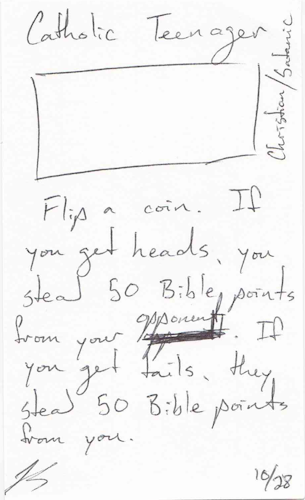 Catholic Teenager
Christian/Satanic
Flip a coin. If
you get heads, you
steal 50 Bible points
from your opponent. If
you get tails, they
steal 50 Bible points
from you.
10/28